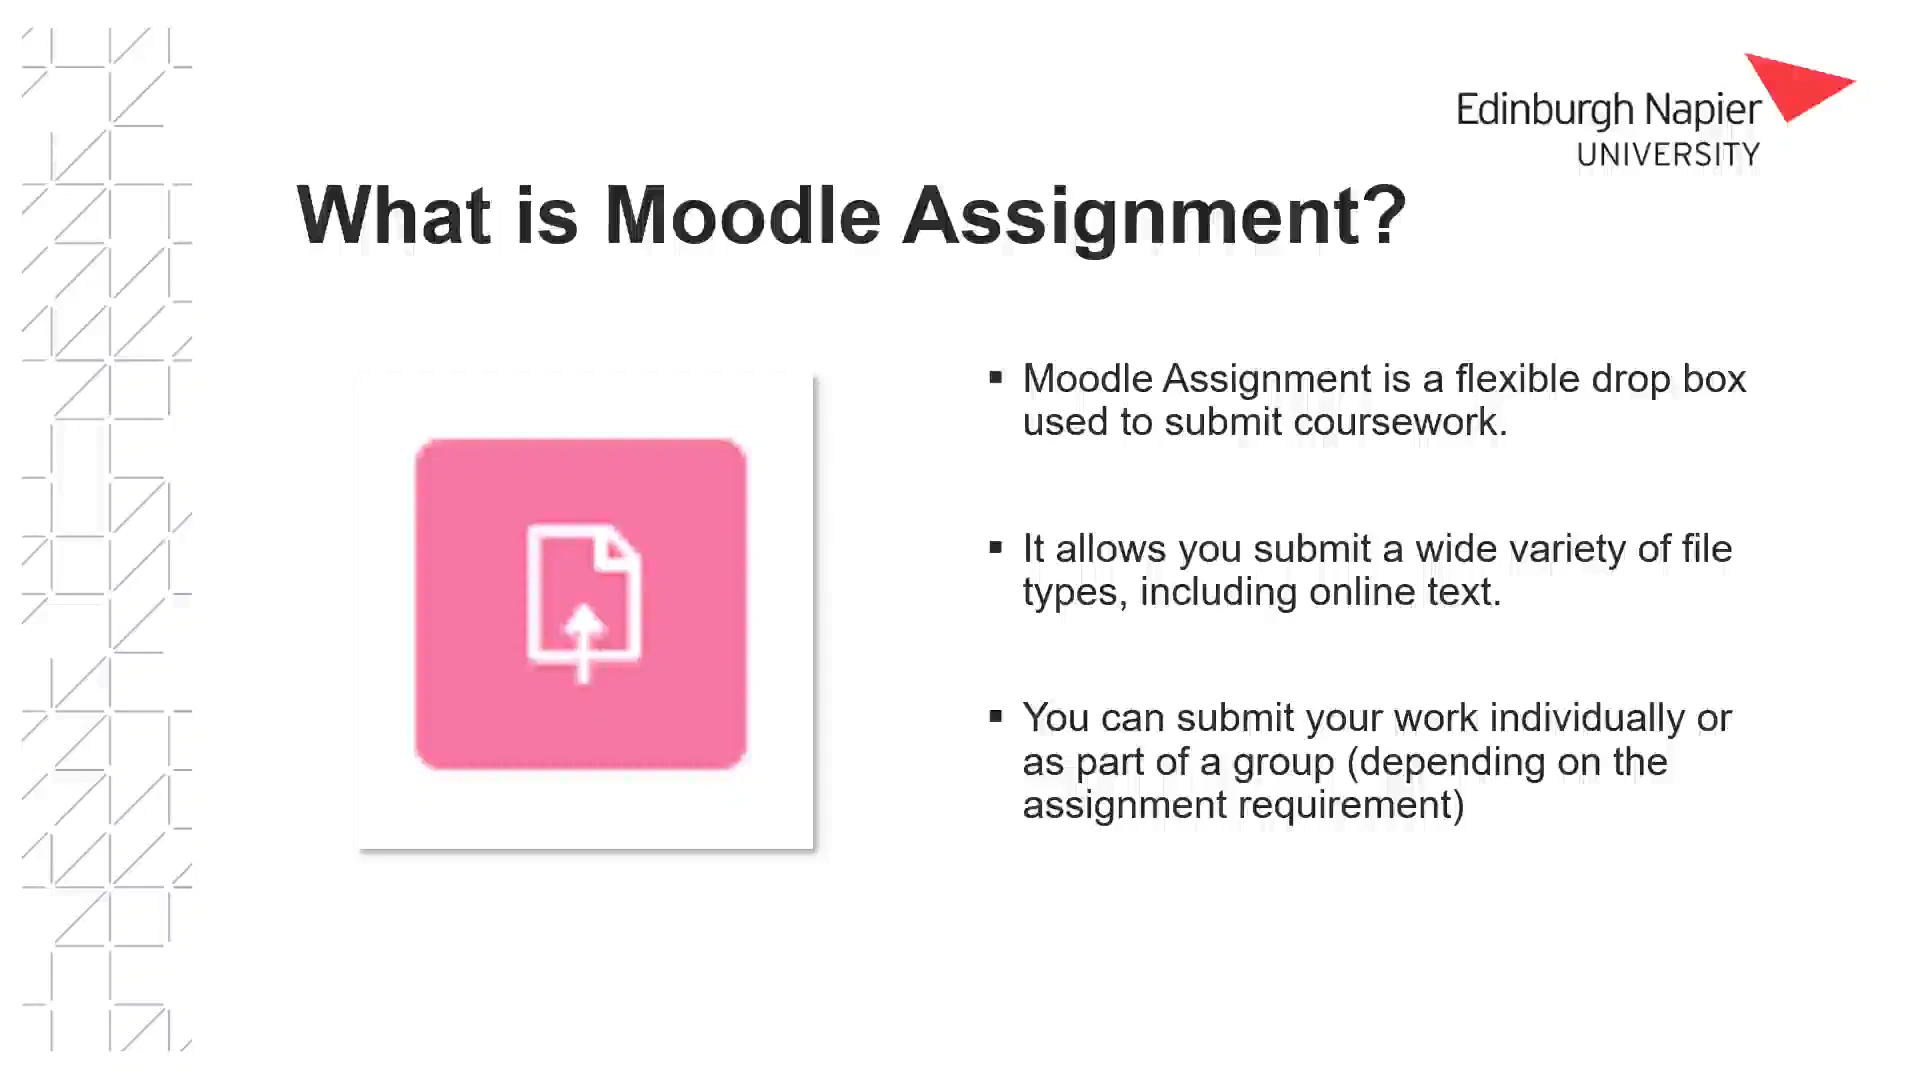 Edinburgh Napier
UNIVERSITY
What is Moodle Assignment?
▪ Moodle Assignment is a flexible drop box
used to submit coursework.
▪ It allows you submit a wide variety of file
types, including online text.
▪ You can submit your work individually or
as part of a group (depending on the
assignment requirement)